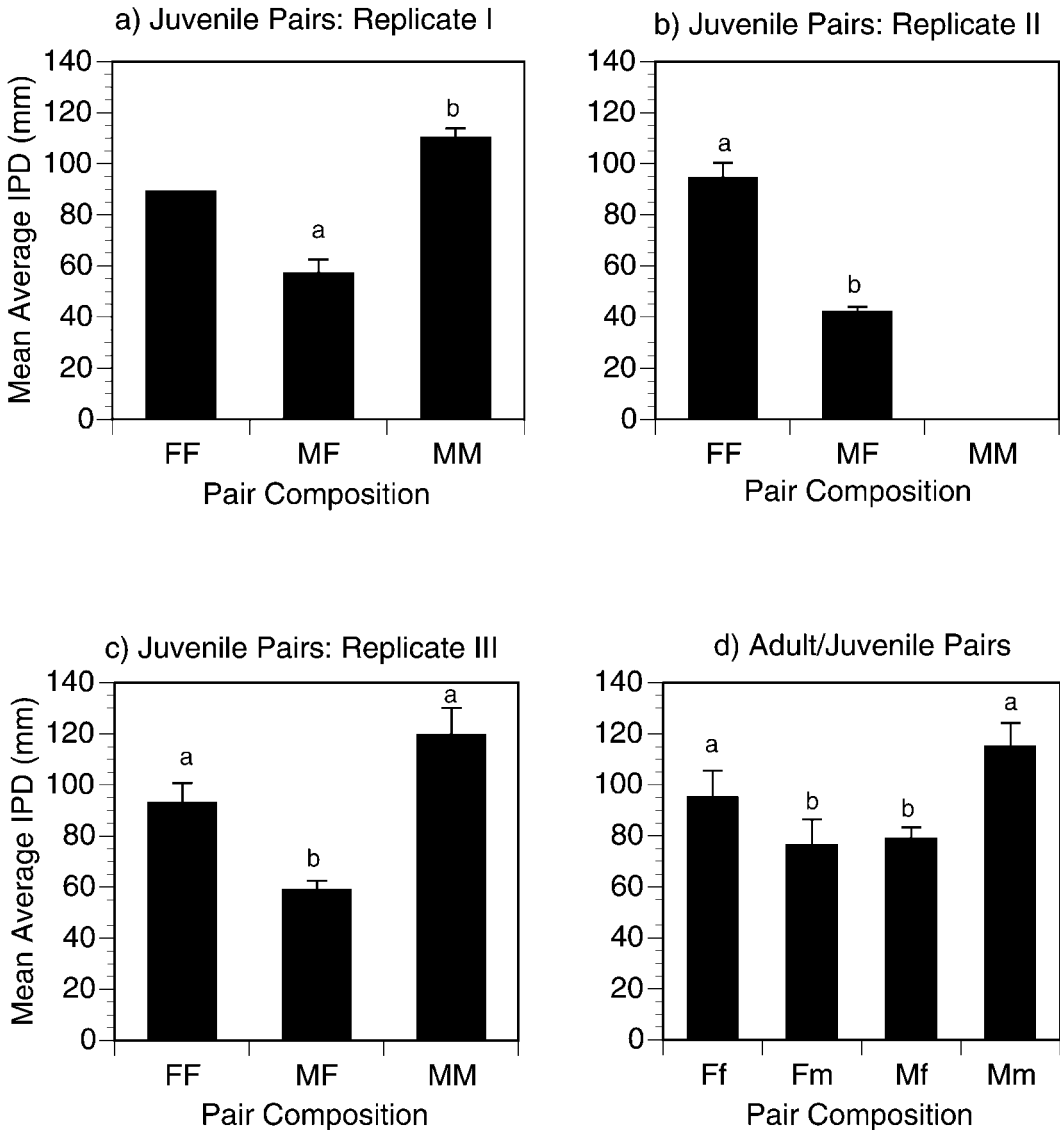 a) Juvenile Pairs: Replicate I
Mean Average IPD (mm)
140
120
100
80
60
40
20
0
a
b
FF MF MM
Pair Composition
b) Juvenile Pairs: Replicate II
140
120
100
80
60
40
20
0
a
b
FF MF MM
Pair Composition
c) Juvenile Pairs: Replicate III
Mean Average IPD (mm)
140
120
100
80
60
40
20
0
a
b
a
FF MF MM
Pair Composition
d) Adult/Juvenile Pairs
140
120
100
80
60
40
20
0
a
b
b
a
Ff Fm Mf Mm
Pair Composition